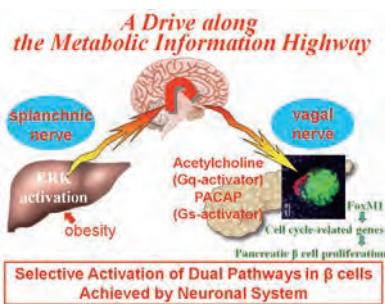 A Drive along
the Metabolic Information Highway
splanchnic
nerve
vagal
nerve
ERK
activation
obesity
Acetylcholine
(Gq-activator)
PACAP
(Gs-activator)
FoxM1
Cell cycle-related genes
Pancreatic β cell proliferation
Selective Activation of Dual Pathways in β cells
Achieved by Neuronal System